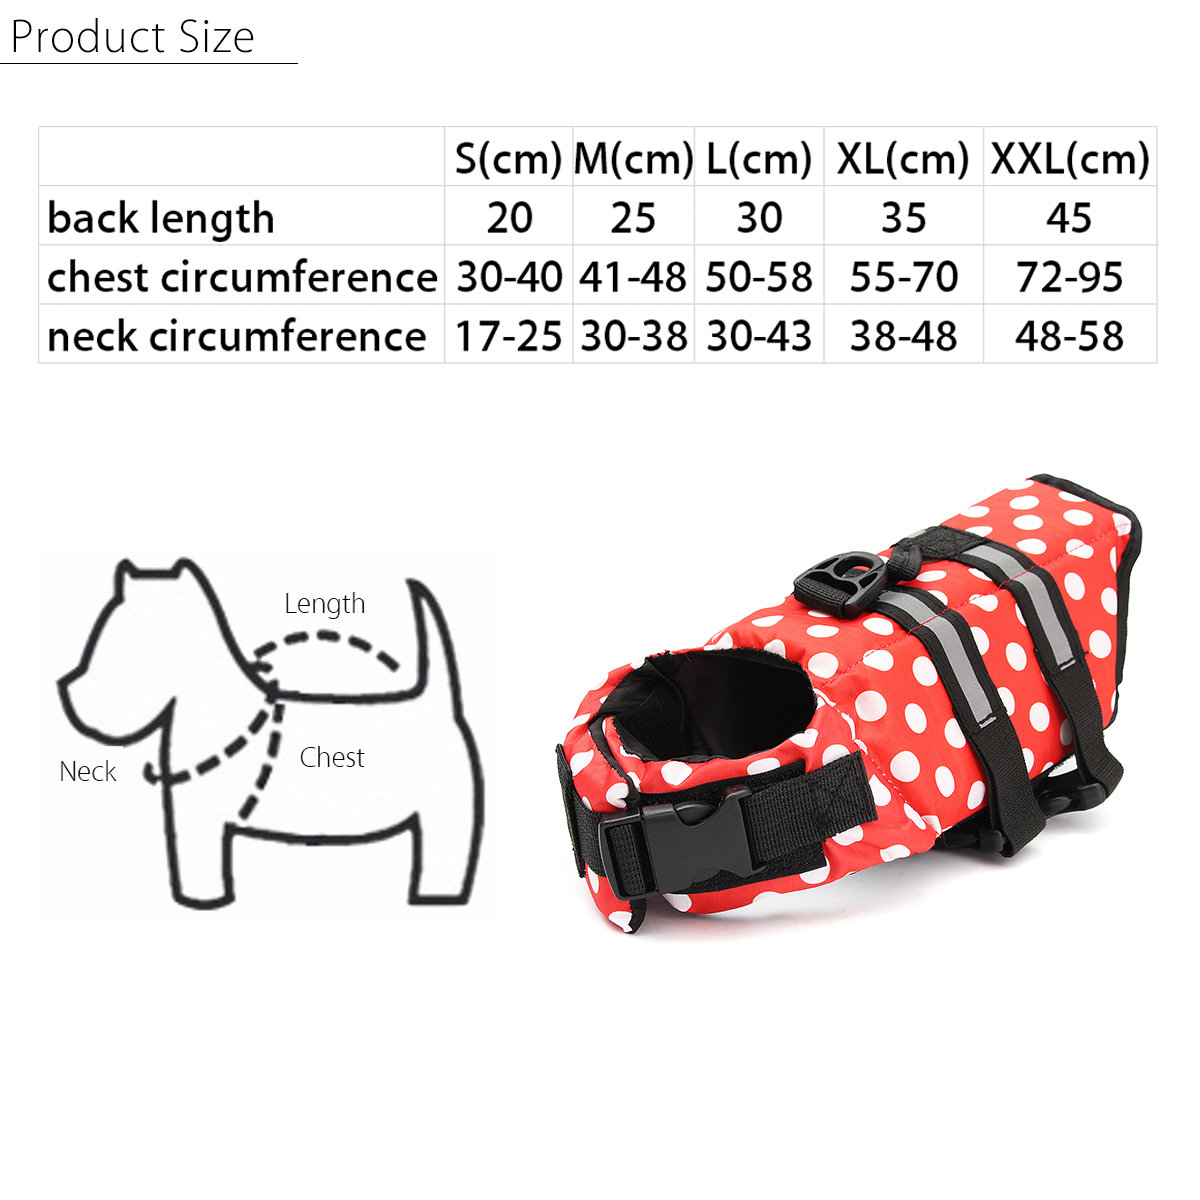 Product Size
S(cm) M(cm) L(cm) XL(cm) XXL(cm)
back length 20 25 30 35 45
chest circumference 30-40 41-48 50-58 55-70 72-95
neck circumference 17-25 30-38 30-43 38-48 48-58
Length
Neck
Chest